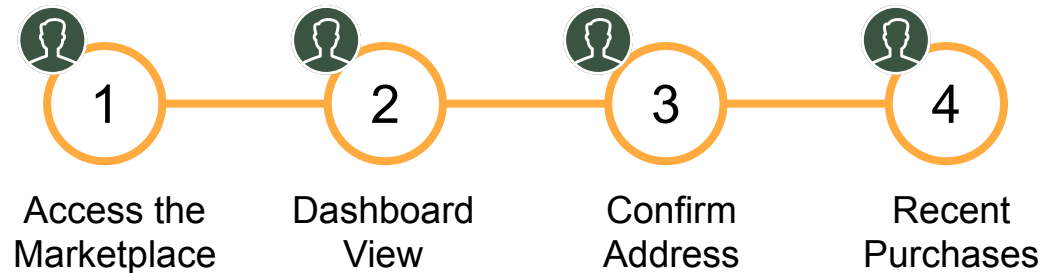 1
2
3
4
Access the
Marketplace
Dashboard
View
Confirm
Address
Recent
Purchases